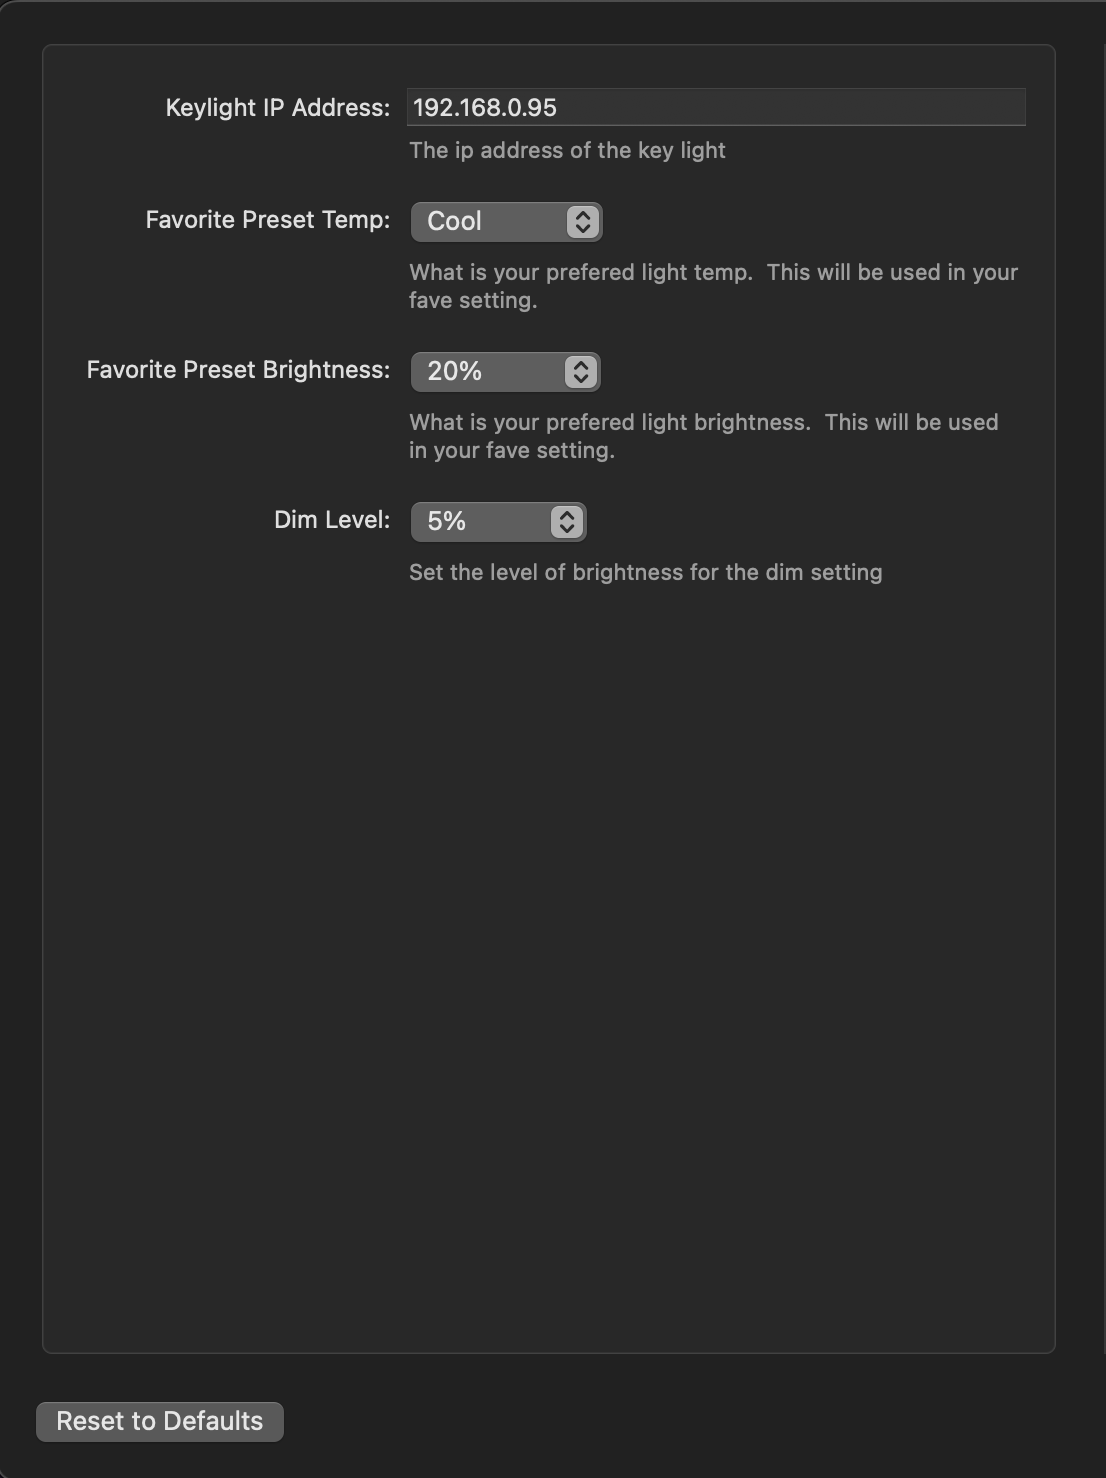 Keylight IP Address: 192.168.0.95
The ip address of the key light
Favorite Preset Temp: Cool
What is your prefered light temp.  This will be used in your
fave setting.
Favorite Preset Brightness: 20%
What is your prefered light brightness.  This will be used
in your fave setting.
Dim Level: 5%
Set the level of brightness for the dim setting
Reset to Defaults